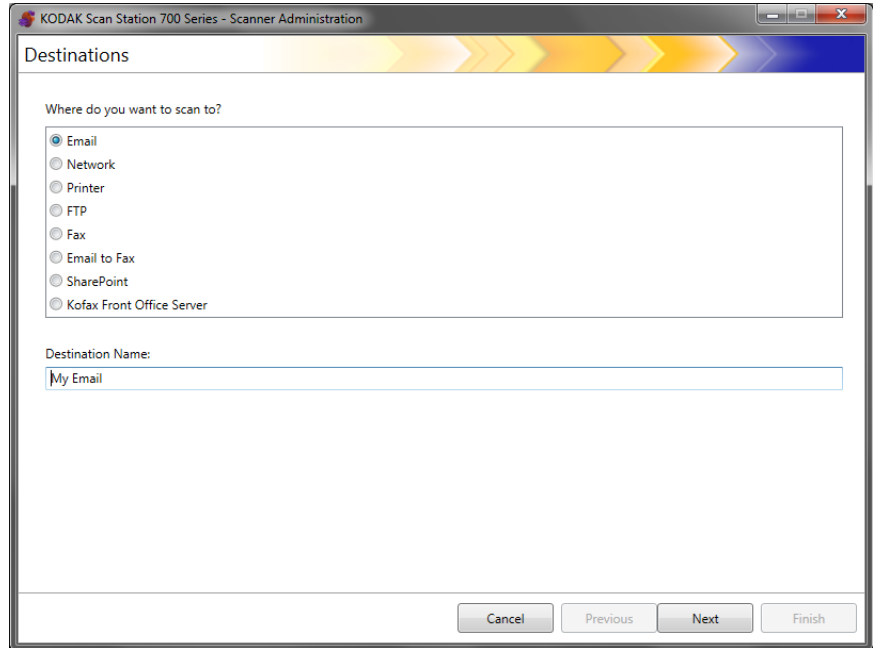 KODAK Scan Station 700 Series - Scanner Administration
Destinations
Where do you want to scan to?
Email
Network
Printer
FTP
Fax
Email to Fax
SharePoint
Kofax Front Office Server
Destination Name:
My Email
Cancel Previous Next Finish